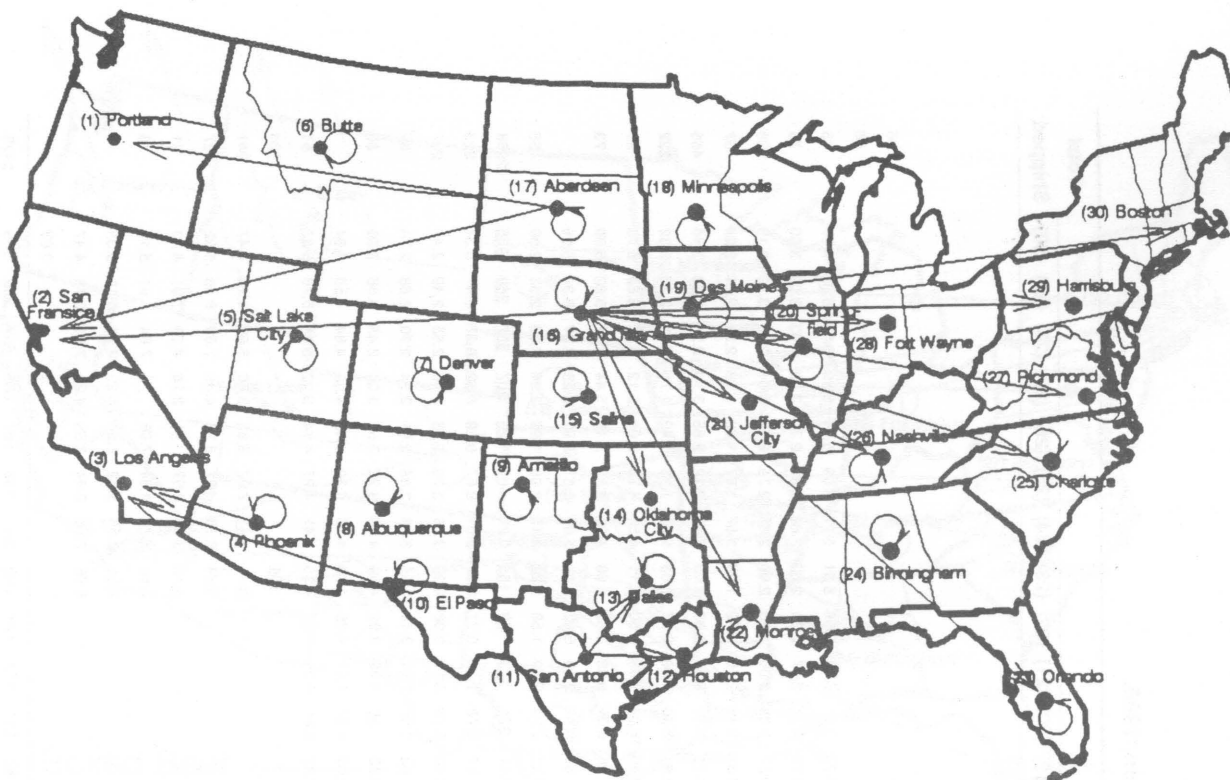 (1) Portland
(6) Butte
(17) Aberdeen
(18) Minneapolis
(30) Boston
(2) San
Fransico
(5) Salt Lake
City
(7) Denver
(16) Grand
(19) Des Moines
(20) Spring-
field
(28) Fort Wayne
(29) Harrisburg
(27) Richmond
(15) Salina
(21) Jefferson
City
(26) Nashville
(25) Charlotte
(3) Los Angeles
(4) Phoenix
(8) Albuquerque
(9) Amarillo
(14) Oklahoma
City
(24) Birmingham
(10) El Paso
(13) Dallas
(22) Monroe
(11) San Antonio
(12) Houston
(23) Orlando